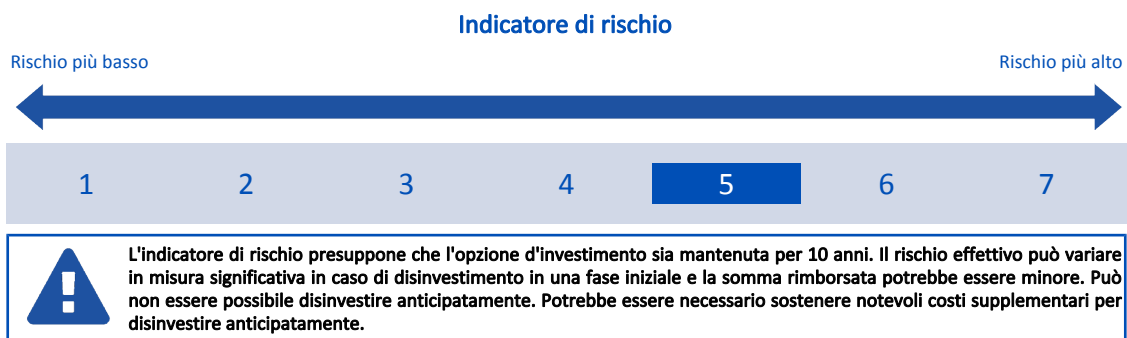 Indicatore di rischio
Rischio più basso Rischio più alto
1 2 3 4 5 6 7
L'indicatore di rischio presuppone che l'opzione d'investimento sia mantenuta per 10 anni. Il rischio effettivo può variare
in misura significativa in caso di disinvestimento in una fase iniziale e la somma rimborsata potrebbe essere minore. Può
non essere possibile disinvestire anticipatamente. Potrebbe essere necessario sostenere notevoli costi supplementari per
disinvestire anticipatamente.